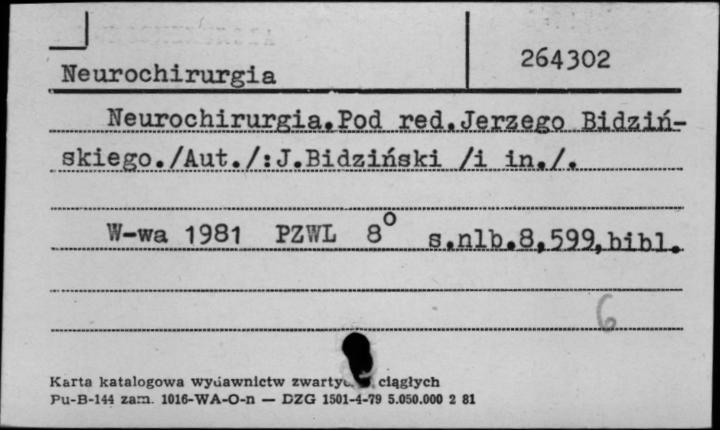 264302
Neurochirurgia
Neurochirurgia.Pod red.Jerzego Bidziń-
skiego./Aut./:J.Bidziński /i in./.
W-wa 1981 PZWL 8° s.nlb.8,599,bibl.
6
Karta katalogowa wydawnictw ciągłych
Pu-B-144 zam. 1016-WA-O-n — DZG 1501-4-79 5.050.000 2 81